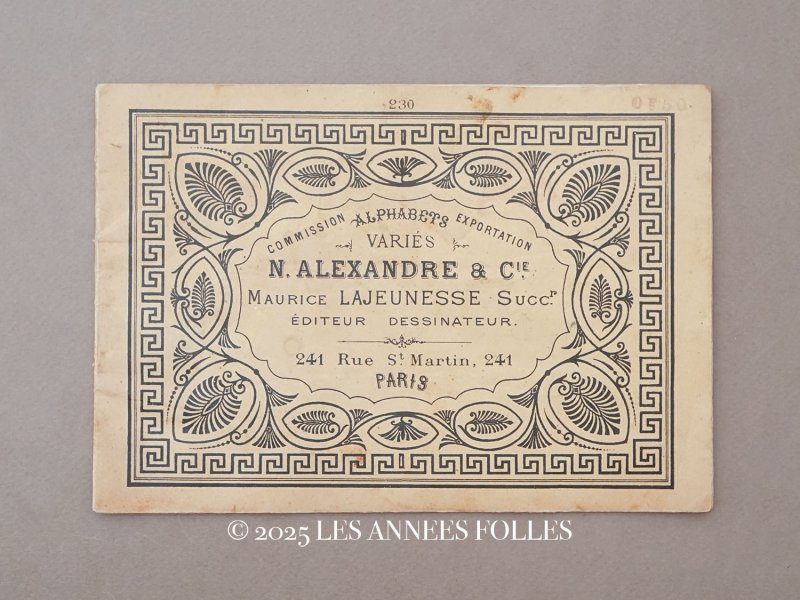 230
0F50
COMMISSION ALPHABETS EXPORTATION
VARIÉS
N. ALEXANDRE & CIE
MAURICE LAJEUNESSE SUCCR
ÉDITEUR DESSINATEUR.
241 Rue St Martin, 241
PARIS
© 2025 LES ANNEES FOLLES